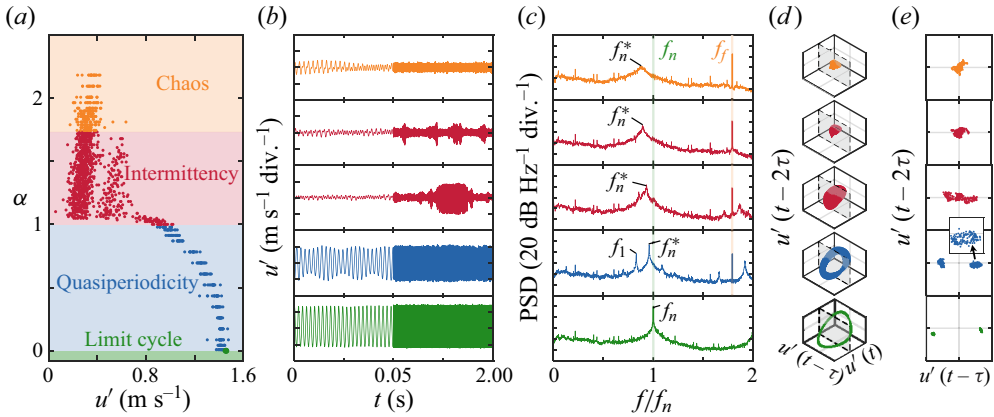 (a) (b) (c) (d) (e)
2
1
0
α
Chaos
Intermittency
Quasiperiodicity
Limit cycle
0 0.8 1.6
u′ (m s⁻¹)
u′ (m s⁻¹ div.⁻¹)
0 0.05 2.00
t (s)
PSD (20 dB Hz⁻¹ div.⁻¹)
f*n fn ff
f*n
f*n
f1 f*n
fn
0 1 2
f/fn
u′ (t − 2τ)
u′ (t−τ) u′ (t)
u′ (t − 2τ)
u′ (t−τ)